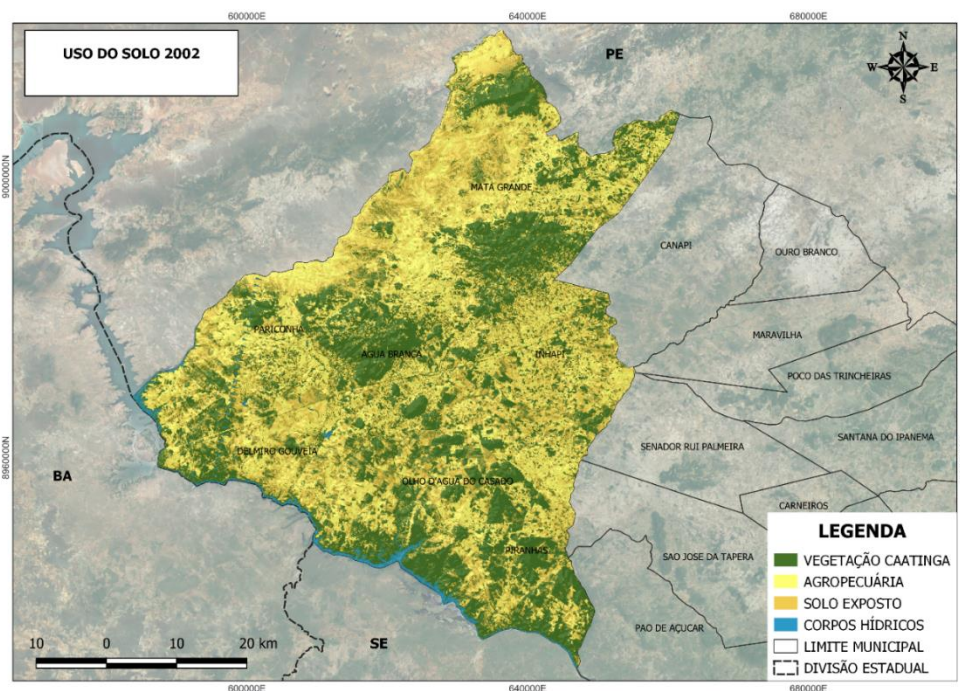 600000E
640000E
680000E
USO DO SOLO 2002
PE
N
W
E
S
9000000N
MATA GRANDE
CANAPI
OURO BRANCO
PARICONHA
MARAVILHA
AGUA BRANCA
INHAPI
POCO DAS TRINCHEIRAS
DELMIRO GOUVEIA
SENADOR RUI PALMEIRA
SANTANA DO IPANEMA
8960000N
BA
OLHO D'AGUA DO CASADO
CARNEIROS
LEGENDA
PIRANHAS
SAO JOSE DA TAPERA
VEGETAÇÃO CAATINGA
AGROPECUÁRIA
SOLO EXPOSTO
CORPOS HÍDRICOS
LIMITE MUNICIPAL
DIVISÃO ESTADUAL
PAO DE AÇUCAR
SE
10 0 10 20 km
600000E
640000E
680000E